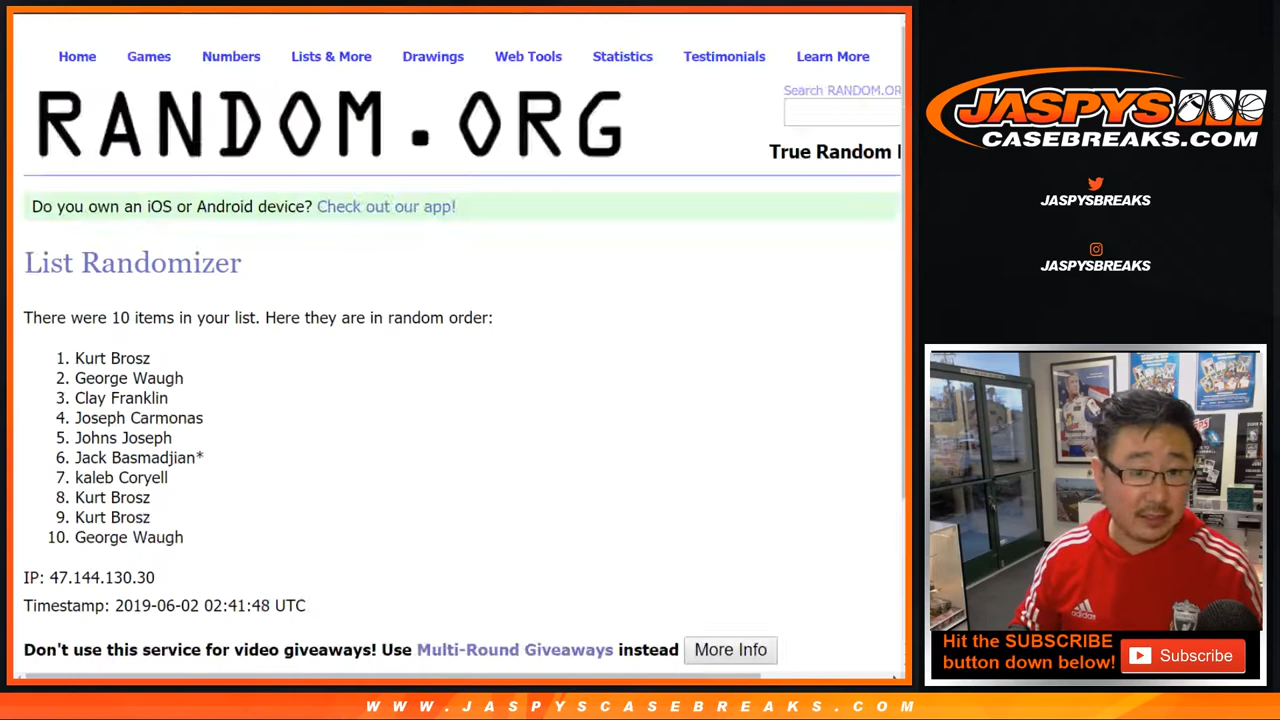 Home Games Numbers Lists & More Drawings Web Tools Statistics Testimonials Learn More
RANDOM.ORG
Search RANDOM.OR
True Random
Do you own an iOS or Android device? Check out our app!
List Randomizer
There were 10 items in your list. Here they are in random order:
1. Kurt Brosz
2. George Waugh
3. Clay Franklin
4. Joseph Carmonas
5. Johns Joseph
6. Jack Basmadjian*
7. kaleb Coryell
8. Kurt Brosz
9. Kurt Brosz
10. George Waugh
IP: 47.144.130.30
Timestamp: 2019-06-02 02:41:48 UTC
Don't use this service for video giveaways! Use Multi-Round Giveaways instead More Info
JASPYS
CASEBREAKS.COM
JASPYSBREAKS
JASPYSBREAKS
adidas
Hit the SUBSCRIBE
button down below!
Subscribe
WWW.JASPYSCASEBREAKS.COM